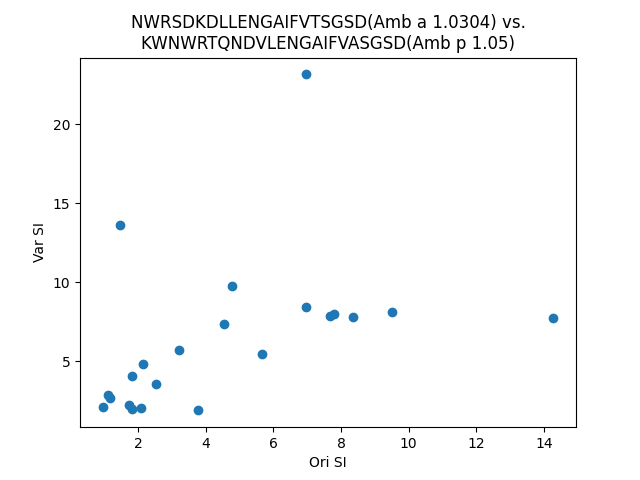 NWRSDKDLLENGAIFVTSGSD(Amb a 1.0304) vs.
KWNWRTQNDVLENGAIFVASGSD(Amb p 1.05)
20
15
10
5
Var SI
2 4 6 8 10 12 14
Ori SI